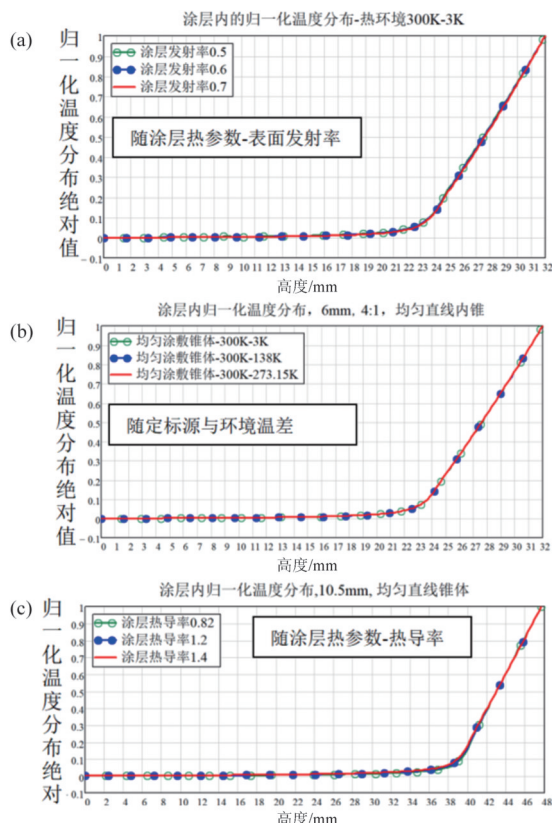 涂层内的归一化温度分布-热环境300K-3K
(a)
归一化温度分布绝对值
1
0.9
0.8
0.7
0.6
0.5
0.4
0.3
0.2
0.1
0
-0.1
涂层发射率0.5
涂层发射率0.6
涂层发射率0.7
随涂层热参数-表面发射率
0 1 2 3 4 5 6 7 8 9 10 11 12 13 14 15 16 17 18 19 20 21 22 23 24 25 26 27 28 29 30 31 32
高度/mm
涂层内归一化温度分布，6mm, 4:1，均匀直线内锥
(b)
归一化温度分布绝对值
1
0.9
0.8
0.7
0.6
0.5
0.4
0.3
0.2
0.1
0
-0.1
均匀涂敷锥体-300K-3K
均匀涂敷锥体-300K-138K
均匀涂敷锥体-300K-273.15K
随定标源与环境温差
0 1 2 3 4 5 6 7 8 9 10 11 12 13 14 15 16 17 18 19 20 21 22 23 24 25 26 27 28 29 30 31 32
高度/mm
涂层内归一化温度分布,10.5mm, 均匀直线锥体
(c)
归一化温度分布绝对
1
0.9
0.8
0.7
0.6
0.5
0.4
0.3
0.2
0.1
0
-0.1
涂层热导率0.82
涂层热导率1.2
涂层热导率1.4
随涂层热参数-热导率
0 2 4 6 8 10 12 14 16 18 20 22 24 26 28 30 32 34 36 38 40 42 44 46 48
高度/mm